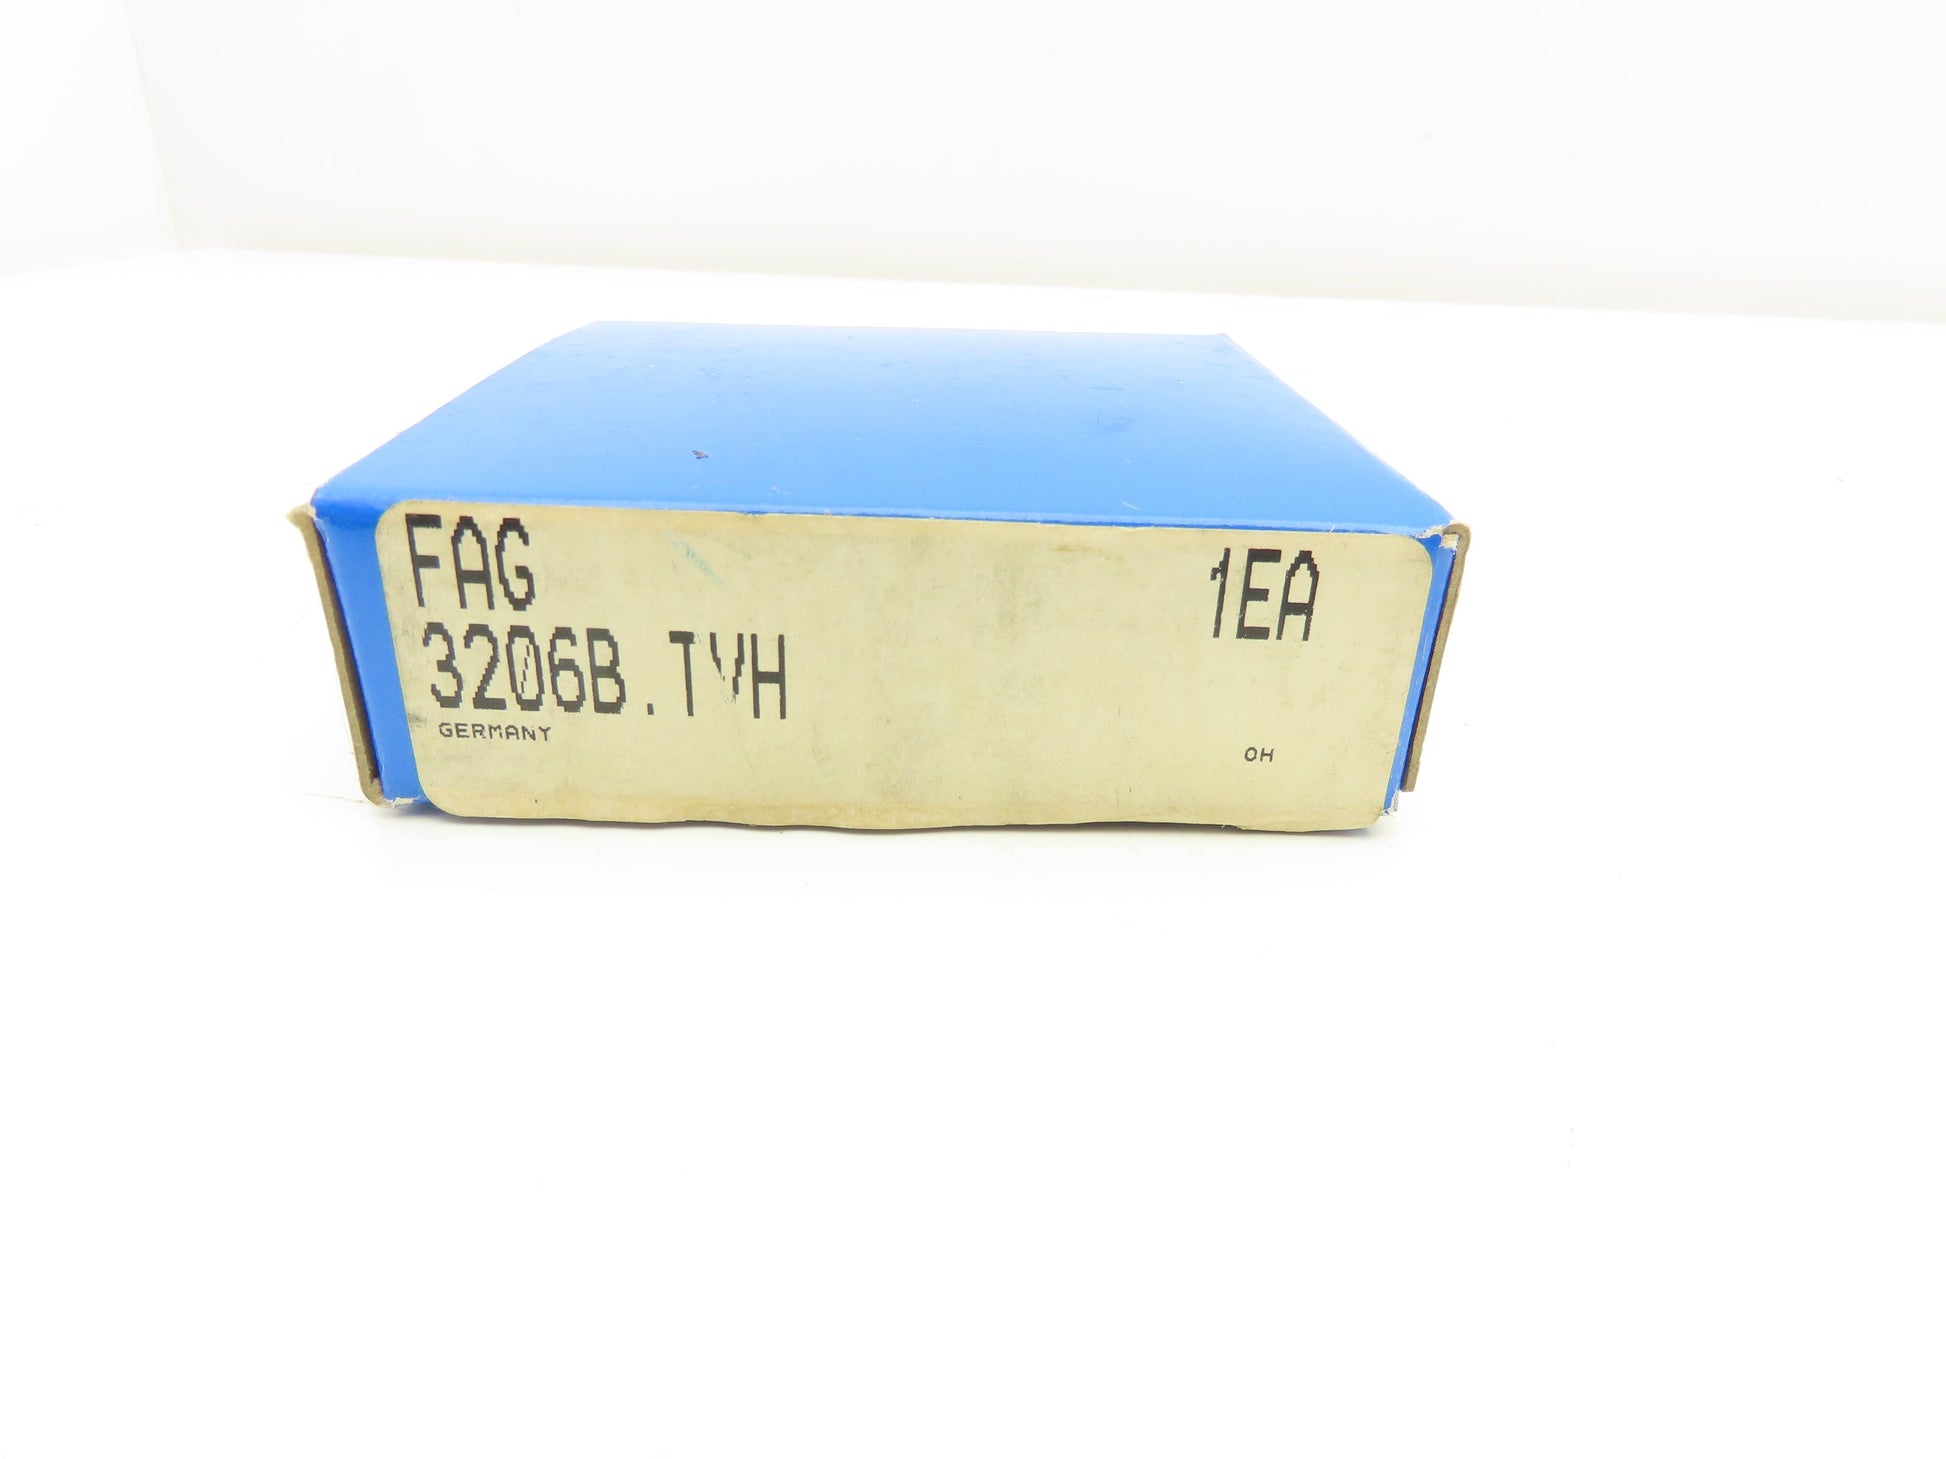 FAG 1EA
3206B.TVH
GERMANY
OH